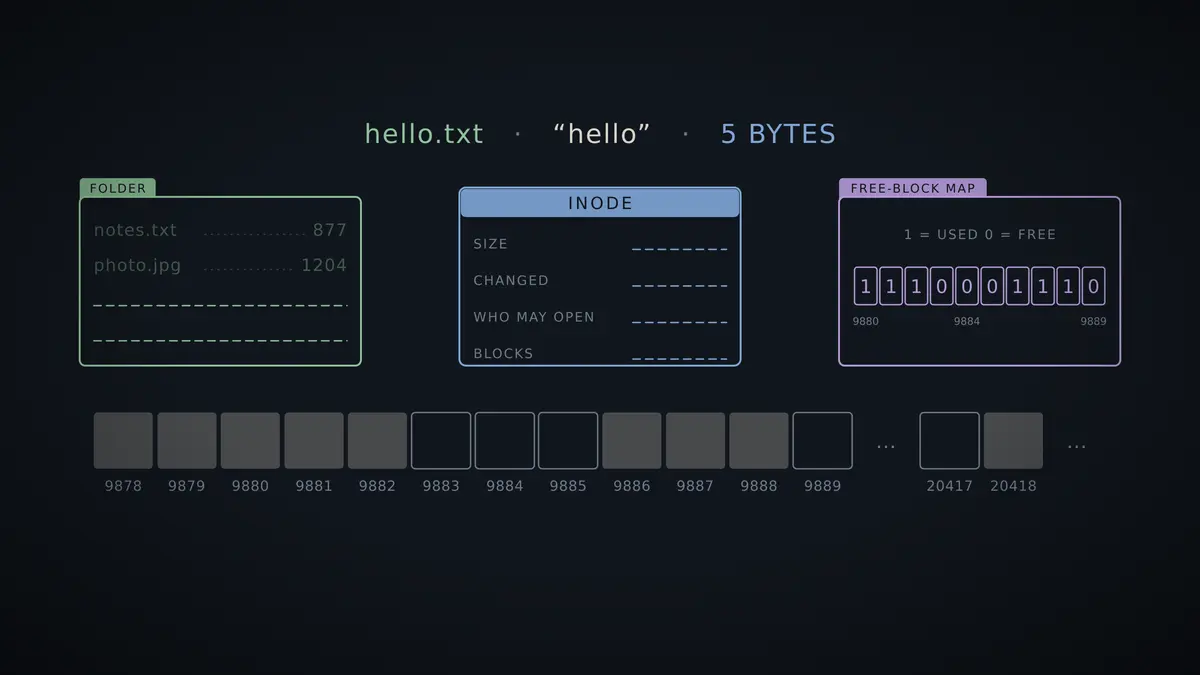 hello.txt · “hello” · 5 BYTES
FOLDER
notes.txt ................ 877
photo.jpg .............. 1204
INODE
SIZE
CHANGED
WHO MAY OPEN
BLOCKS
FREE-BLOCK MAP
1 = USED 0 = FREE
1 1 1 0 0 0 1 1 1 0
9880 9884 9889
... ...
9878 9879 9880 9881 9882 9883 9884 9885 9886 9887 9888 9889 20417 20418